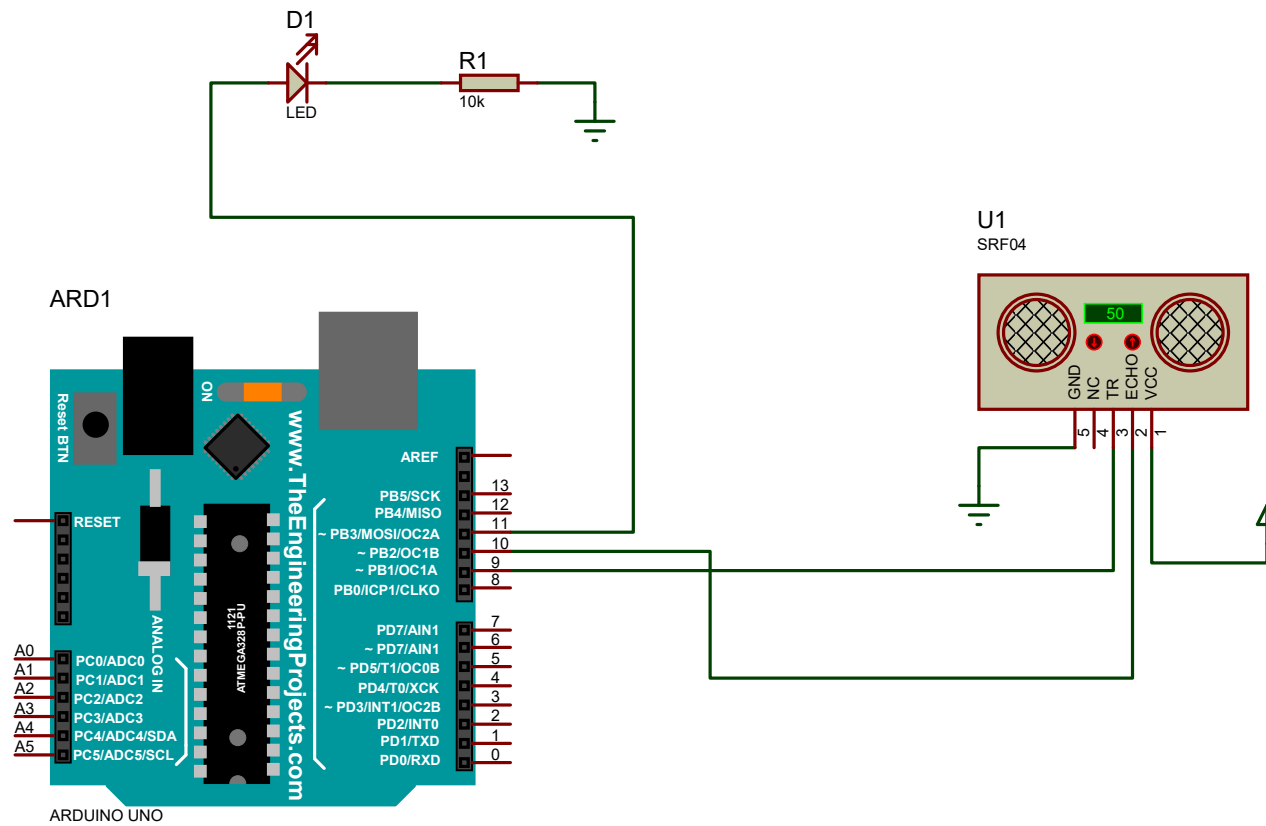 D1
LED
R1
10k
U1
SRF04
50
GND
NC
TR
ECHO
VCC
5
4
3
2
1
ARD1
Reset BTN
ON
www.TheEngineeringProjects.com
AREF
PB5/SCK 13
PB4/MISO 12
~ PB3/MOSI/OC2A 11
~ PB2/OC1B 10
~ PB1/OC1A 9
PB0/ICP1/CLKO 8
RESET
ANALOG IN
1121
ATMEGA328P-PU
PD7/AIN1 7
~ PD7/AIN1 6
~ PD5/T1/OC0B 5
PD4/T0/XCK 4
~ PD3/INT1/OC2B 3
PD2/INT0 2
PD1/TXD 1
PD0/RXD 0
A0 PC0/ADC0
A1 PC1/ADC1
A2 PC2/ADC2
A3 PC3/ADC3
A4 PC4/ADC4/SDA
A5 PC5/ADC5/SCL
ARDUINO UNO